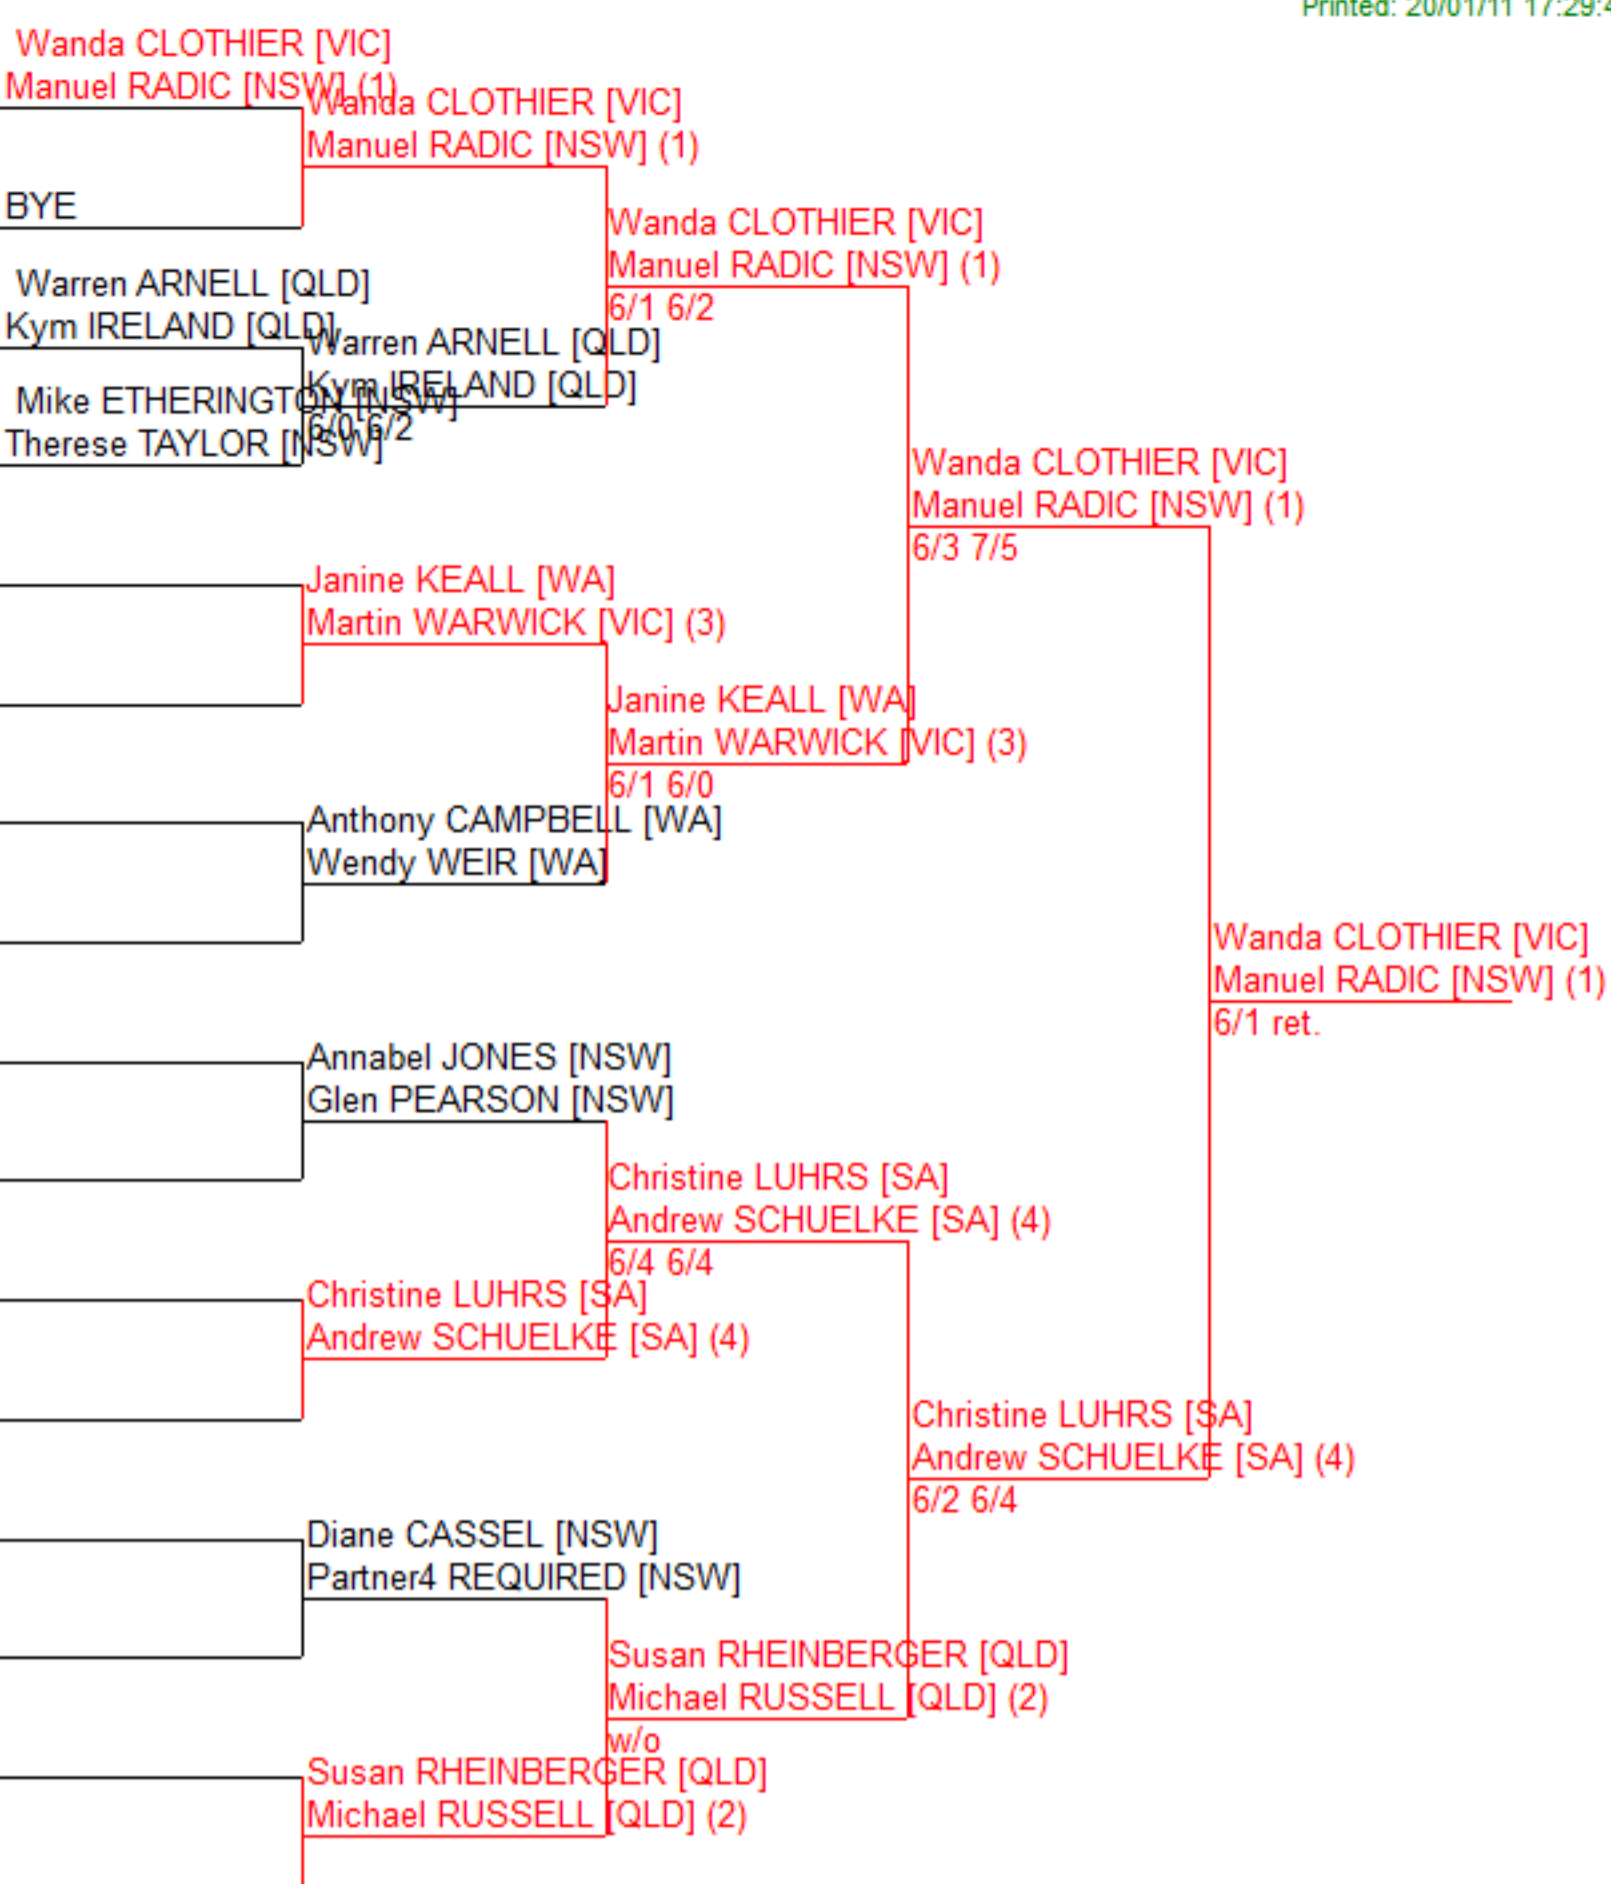 Printed: 20/01/11 17:29:4
Wanda CLOTHIER [VIC]
Manuel RADIC [NSW] (1)
Wanda CLOTHIER [VIC]
Manuel RADIC [NSW] (1)
BYE
Wanda CLOTHIER [VIC]
Manuel RADIC [NSW] (1)
6/1 6/2
Warren ARNELL [QLD]
Kym IRELAND [QLD]
Warren ARNELL [QLD]
Kym IRELAND [QLD]
6/0 6/2
Mike ETHERINGTON [NSW]
Therese TAYLOR [NSW]
Wanda CLOTHIER [VIC]
Manuel RADIC [NSW] (1)
6/3 7/5
Janine KEALL [WA]
Martin WARWICK [VIC] (3)
Janine KEALL [WA]
Martin WARWICK [VIC] (3)
6/1 6/0
Anthony CAMPBELL [WA]
Wendy WEIR [WA]
Wanda CLOTHIER [VIC]
Manuel RADIC [NSW] (1)
6/1 ret.
Annabel JONES [NSW]
Glen PEARSON [NSW]
Christine LUHRS [SA]
Andrew SCHUELKE [SA] (4)
6/4 6/4
Christine LUHRS [SA]
Andrew SCHUELKE [SA] (4)
Christine LUHRS [SA]
Andrew SCHUELKE [SA] (4)
6/2 6/4
Diane CASSEL [NSW]
Partner4 REQUIRED [NSW]
Susan RHEINBERGER [QLD]
Michael RUSSELL [QLD] (2)
w/o
Susan RHEINBERGER [QLD]
Michael RUSSELL [QLD] (2)